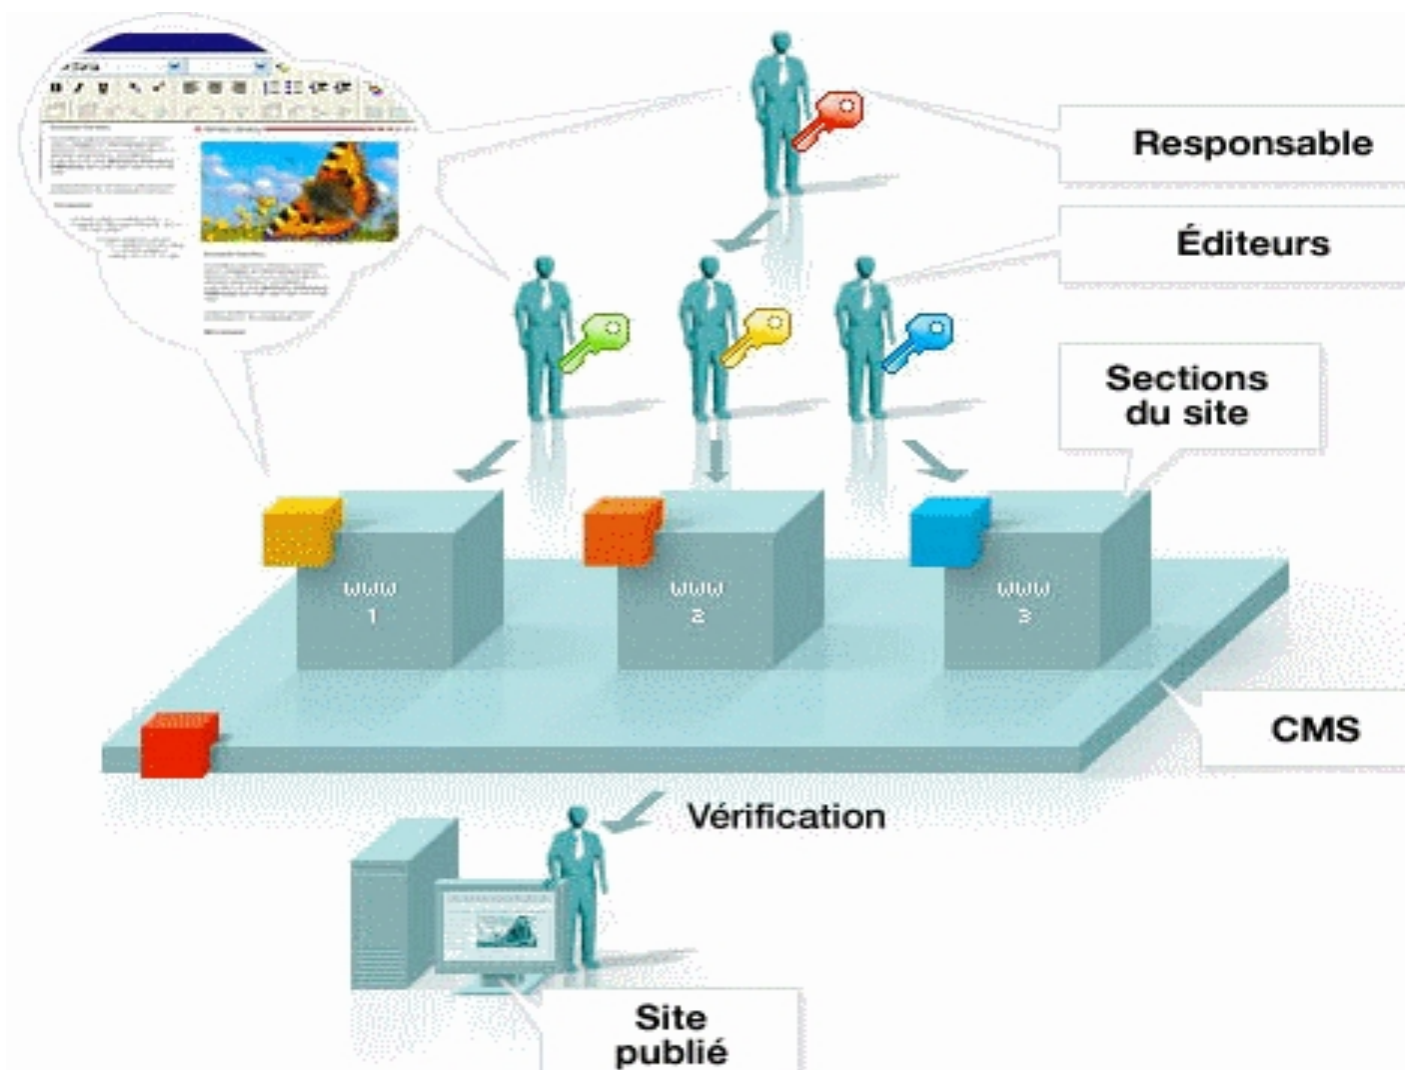 Responsable
Éditeurs
Sections
du site
www
1
www
2
www
3
CMS
Vérification
Site
publié